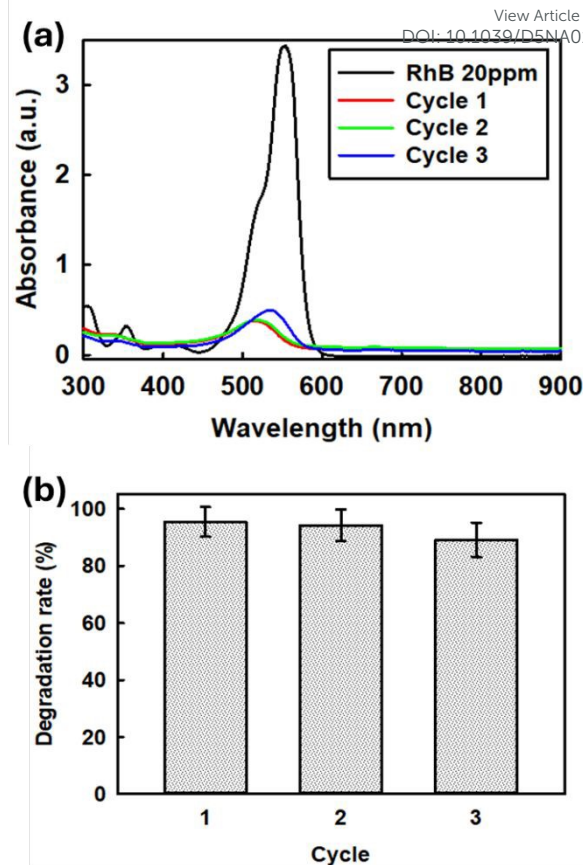 View Article
DOI: 10.1039/D5NA0
(a)
RhB 20ppm
Cycle 1
Cycle 2
Cycle 3
Absorbance (a.u.)
3
2
1
0
300 400 500 600 700 800 900
Wavelength (nm)
(b)
Degradation rate (%)
100
80
60
40
20
0
1 2 3
Cycle